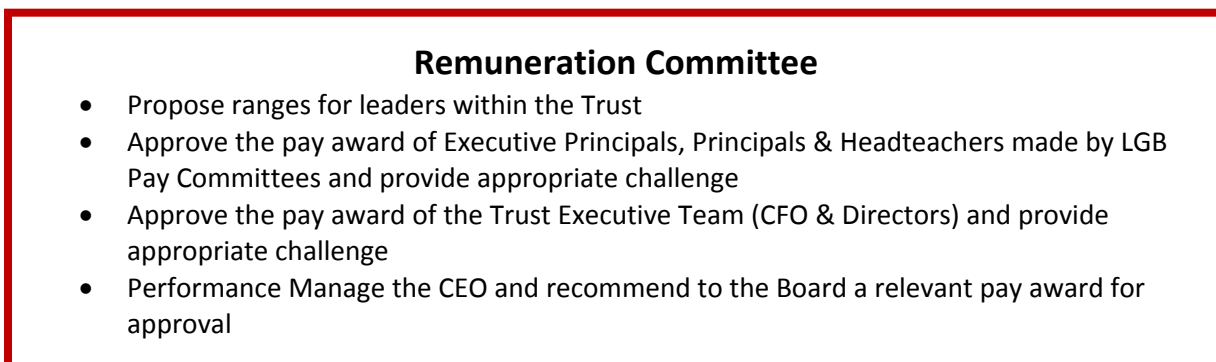 Remuneration Committee
• Propose ranges for leaders within the Trust
• Approve the pay award of Executive Principals, Principals & Headteachers made by LGB
Pay Committees and provide appropriate challenge
• Approve the pay award of the Trust Executive Team (CFO & Directors) and provide
appropriate challenge
• Performance Manage the CEO and recommend to the Board a relevant pay award for
approval